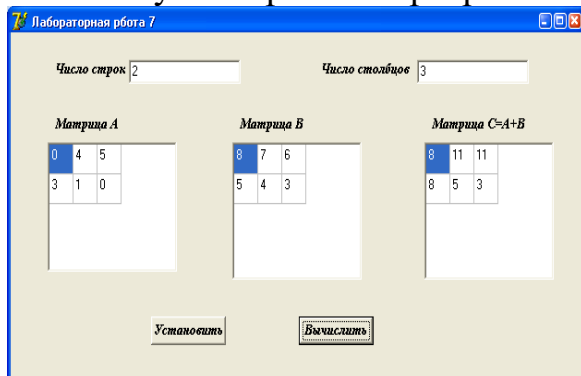 Лабораторная рбота 7
Число строк 2 Число столбцов 3
Матрица A Матрица B Матрица C=A+B
0 4 5 8 7 6 8 11 11
3 1 0 5 4 3 8 5 3
Установить Вычислить